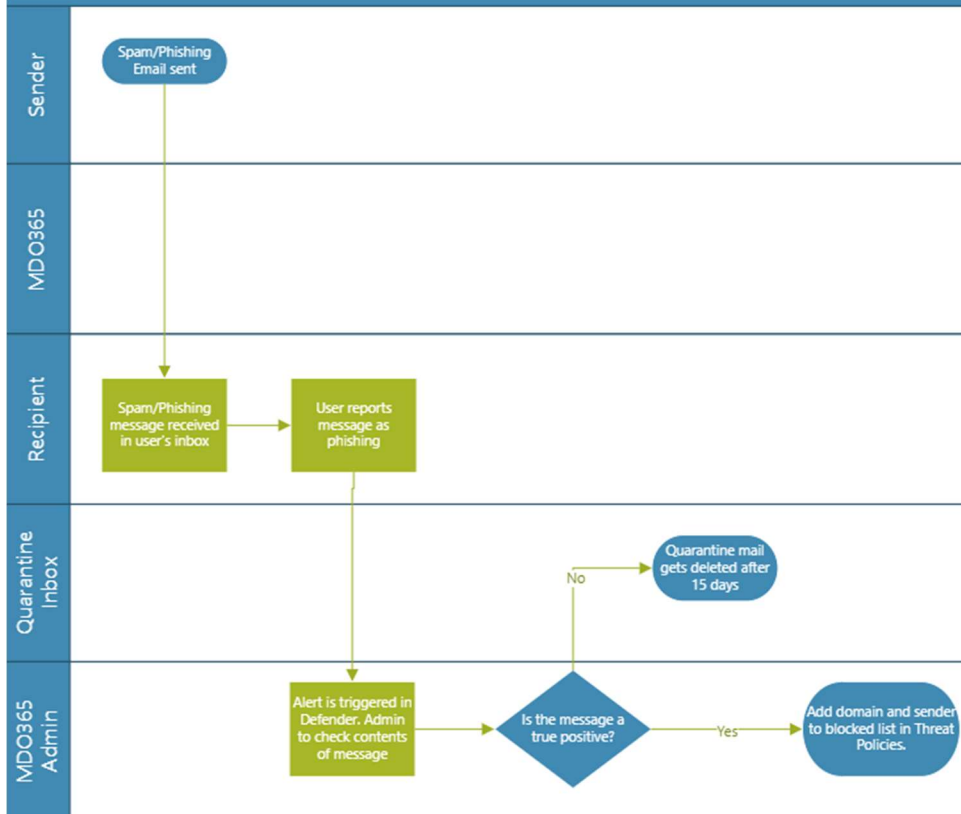 Sender
Spam/Phishing
Email sent
MDO365
Recipient
Spam/Phishing
message received
in user's inbox
User reports
message as
phishing
Quarantine
Inbox
Quarantine mail
gets deleted after
15 days
No
MDO365
Admin
Alert is triggered in
Defender. Admin
to check contents
of message
Is the message a
true positive?
Yes
Add domain and sender
to blocked list in Threat
Policies.